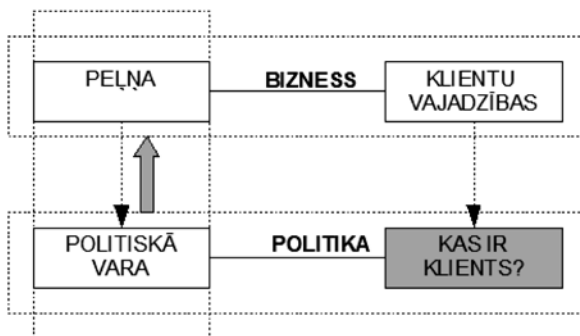 PEĻŅA
BIZNESS
KLIENTU
VAJADZĪBAS
POLITISKĀ
VARA
POLITIKA
KAS IR
KLIENTS?